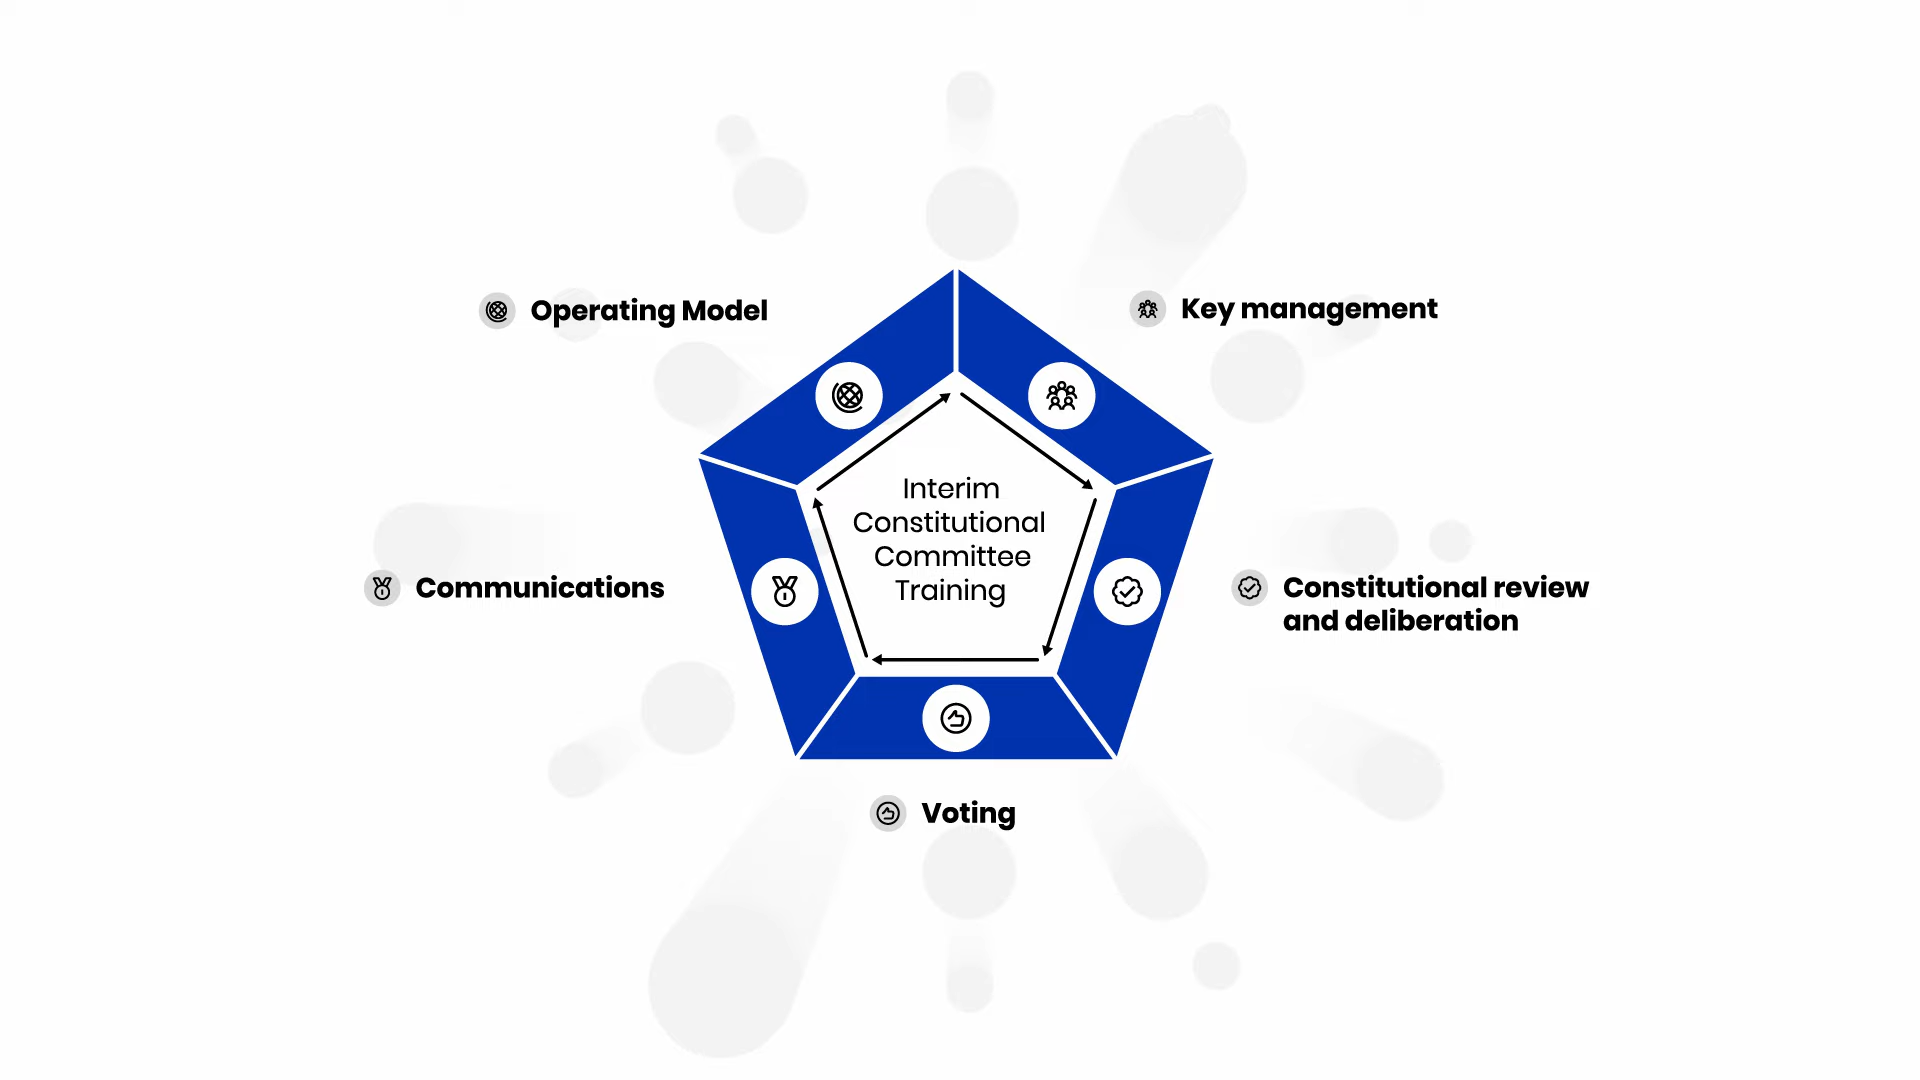 Operating Model
Key management
Interim
Constitutional
Committee
Training
Communications
Constitutional review
and deliberation
Voting